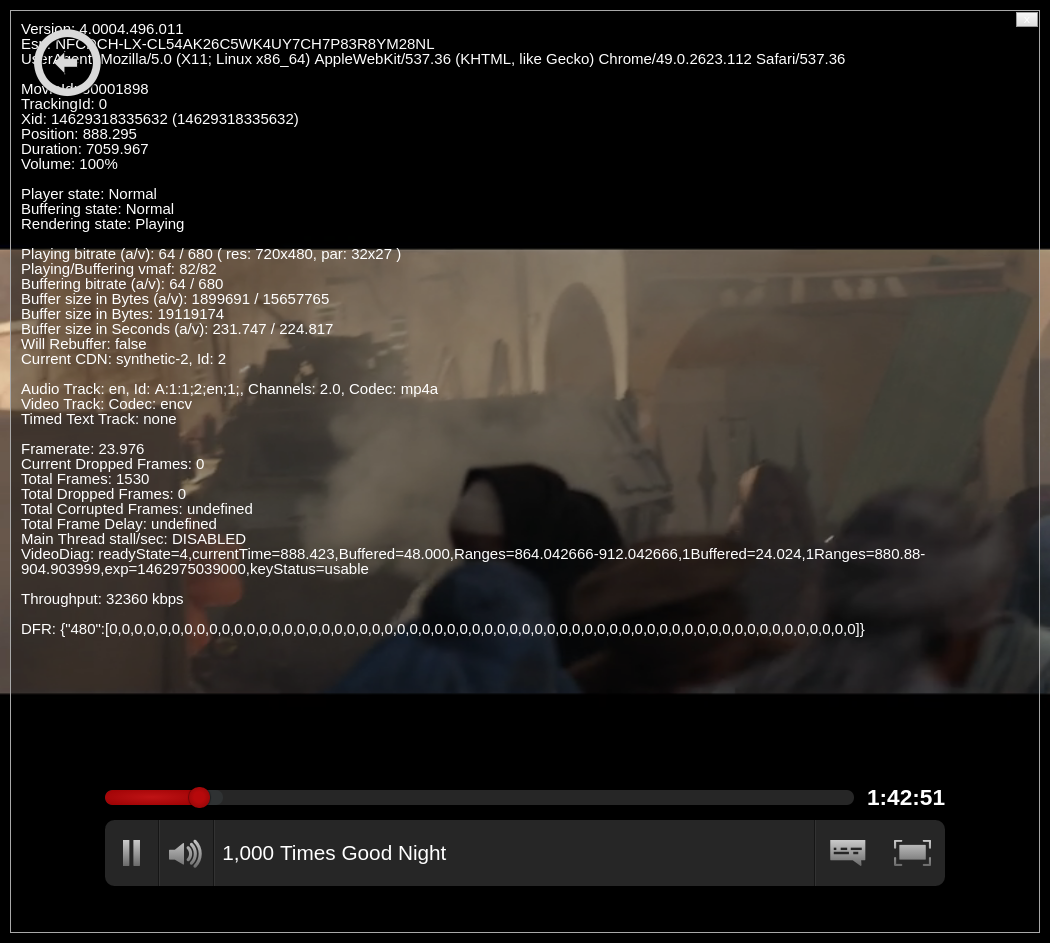 Version: 4.0004.496.011
Esn: NFCDCH-LX-CL54AK26C5WK4UY7CH7P83R8YM28NL
UserAgent: Mozilla/5.0 (X11; Linux x86_64) AppleWebKit/537.36 (KHTML, like Gecko) Chrome/49.0.2623.112 Safari/537.36
MovieId: 80001898
TrackingId: 0
Xid: 14629318335632 (14629318335632)
Position: 888.295
Duration: 7059.967
Volume: 100%
Player state: Normal
Buffering state: Normal
Rendering state: Playing
Playing bitrate (a/v): 64 / 680 ( res: 720x480, par: 32x27 )
Playing/Buffering vmaf: 82/82
Buffering bitrate (a/v): 64 / 680
Buffer size in Bytes (a/v): 1899691 / 15657765
Buffer size in Bytes: 19119174
Buffer size in Seconds (a/v): 231.747 / 224.817
Will Rebuffer: false
Current CDN: synthetic-2, Id: 2
Audio Track: en, Id: A:1:1;2;en;1;, Channels: 2.0, Codec: mp4a
Video Track: Codec: encv
Timed Text Track: none
Framerate: 23.976
Current Dropped Frames: 0
Total Frames: 1530
Total Dropped Frames: 0
Total Corrupted Frames: undefined
Total Frame Delay: undefined
Main Thread stall/sec: DISABLED
VideoDiag: readyState=4,currentTime=888.423,Buffered=48.000,Ranges=864.042666-912.042666,1Buffered=24.024,1Ranges=880.88-
904.903999,exp=1462975039000,keyStatus=usable
Throughput: 32360 kbps
DFR: {"480":[0,0,0,0,0,0,0,0,0,0,0,0,0,0,0,0,0,0,0,0,0,0,0,0,0,0,0,0,0,0,0,0,0,0,0,0,0,0,0,0,0,0,0,0,0,0,0,0,0,0,0,0,0,0,0,0,0,0,0,0]}
1:42:51
1,000 Times Good Night